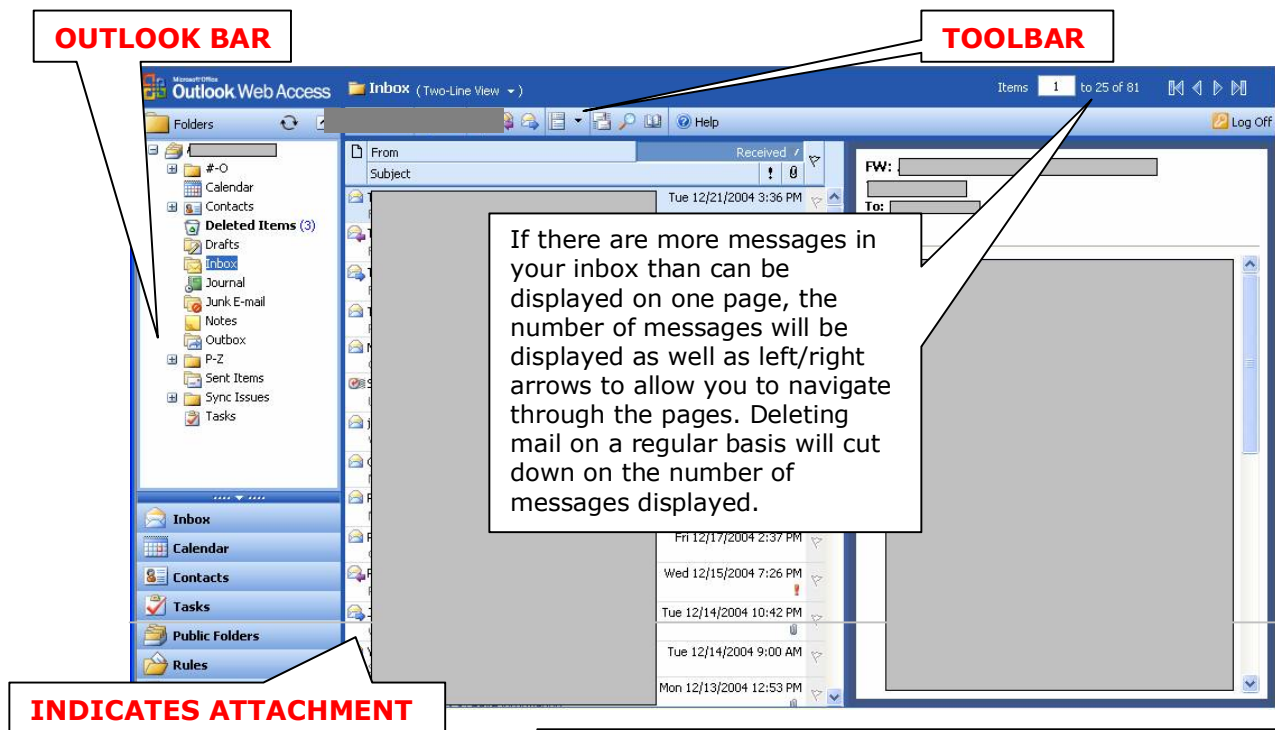 OUTLOOK BAR
TOOLBAR
Microsoft Office
Outlook Web Access
Inbox (Two-Line View )
Items 1 to 25 of 81
Folders
Help
Log Off
#-O
Calendar
Contacts
Deleted Items (3)
Drafts
Inbox
Journal
Junk E-mail
Notes
Outbox
P-Z
Sent Items
Sync Issues
Tasks
Inbox
Calendar
Contacts
Tasks
Public Folders
Rules
From Received
Subject
Tue 12/21/2004 3:36 PM
Fri 12/17/2004 2:37 PM
Wed 12/15/2004 7:26 PM
Tue 12/14/2004 10:42 PM
Tue 12/14/2004 9:00 AM
Mon 12/13/2004 12:53 PM
If there are more messages in
your inbox than can be
displayed on one page, the
number of messages will be
displayed as well as left/right
arrows to allow you to navigate
through the pages. Deleting
mail on a regular basis will cut
down on the number of
messages displayed.
FW:
To:
INDICATES ATTACHMENT